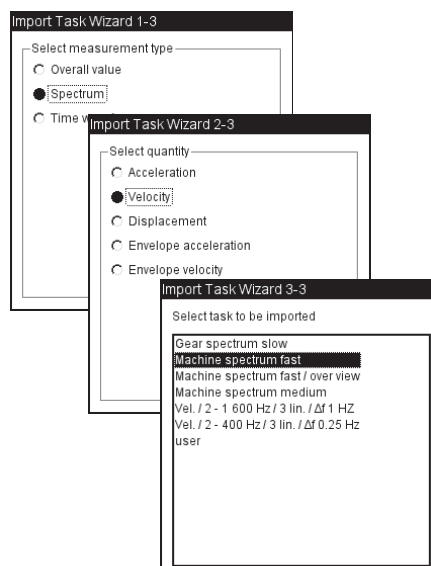 Import Task Wizard 1-3
Select measurement type
Overall value
Spectrum
Time
Import Task Wizard 2-3
Select quantity
Acceleration
Velocity
Displacement
Envelope acceleration
Envelope velocity
Import Task Wizard 3-3
Select task to be imported
Gear spectrum slow
Machine spectrum fast
Machine spectrum fast / over view
Machine spectrum medium
Vel. / 2 - 1 600 Hz / 3 lin. / Δf 1 HZ
Vel. / 2 - 400 Hz / 3 lin. / Δf 0.25 Hz
user